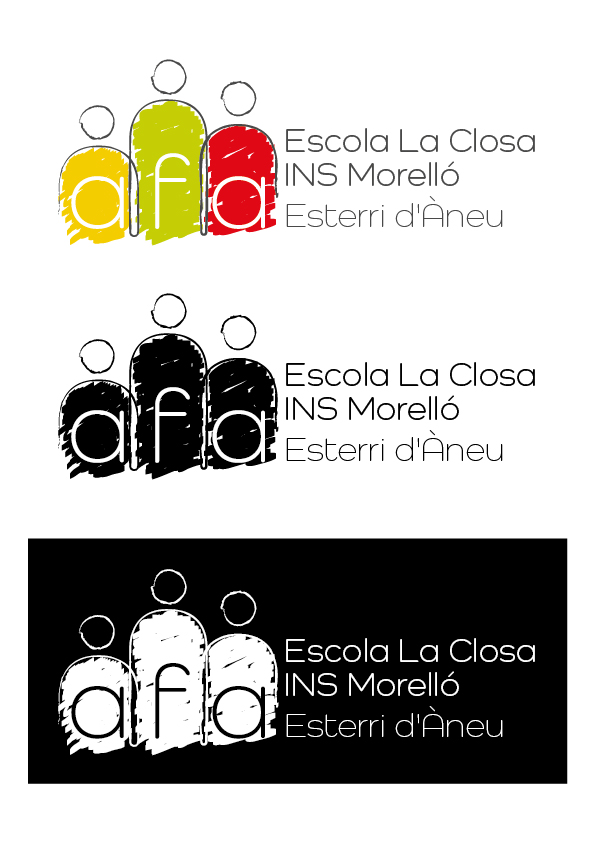 afa
Escola La Closa
INS Morelló
Esterri d'Àneu
afa
Escola La Closa
INS Morelló
Esterri d'Àneu
afa
Escola La Closa
INS Morelló
Esterri d'Àneu